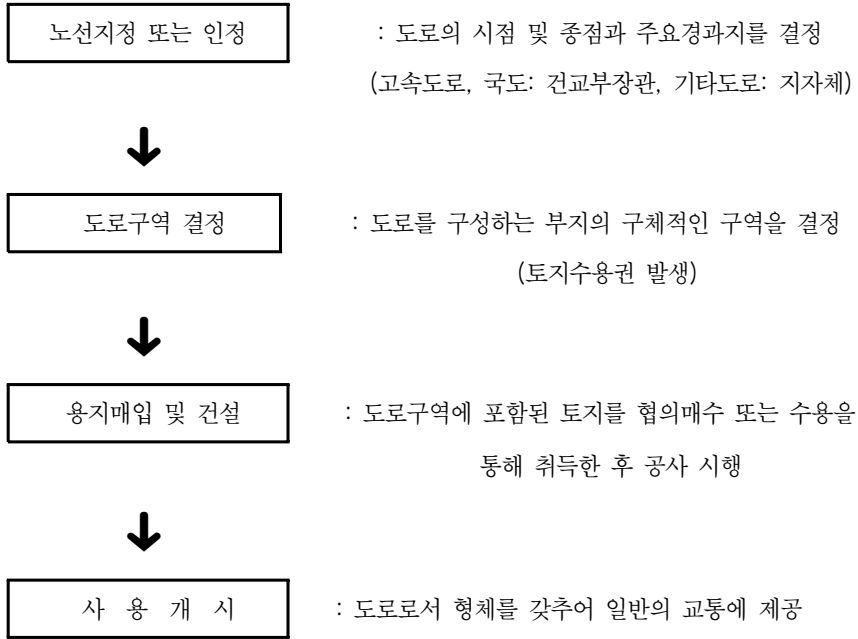 노선지정 또는 인정 : 도로의 시점 및 종점과 주요경과지를 결정
(고속도로, 국도: 건교부장관, 기타도로: 지자체)
도로구역 결정 : 도로를 구성하는 부지의 구체적인 구역을 결정
(토지수용권 발생)
용지매입 및 건설 : 도로구역에 포함된 토지를 협의매수 또는 수용을
통해 취득한 후 공사 시행
사 용 개 시 : 도로로서 형체를 갖추어 일반의 교통에 제공